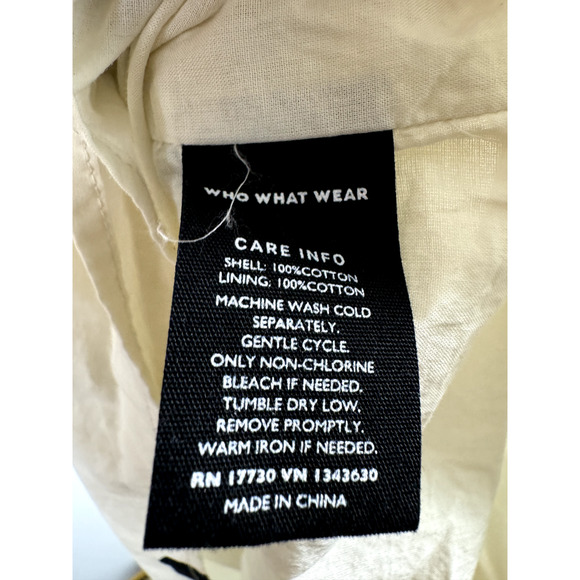 WHO WHAT WEAR
CARE INFO
SHELL: 100%COTTON
LINING: 100%COTTON
MACHINE WASH COLD
SEPARATELY.
GENTLE CYCLE.
ONLY NON-CHLORINE
BLEACH IF NEEDED.
TUMBLE DRY LOW.
REMOVE PROMPTLY.
WARM IRON IF NEEDED.
RN 17730 VN 1343630
MADE IN CHINA